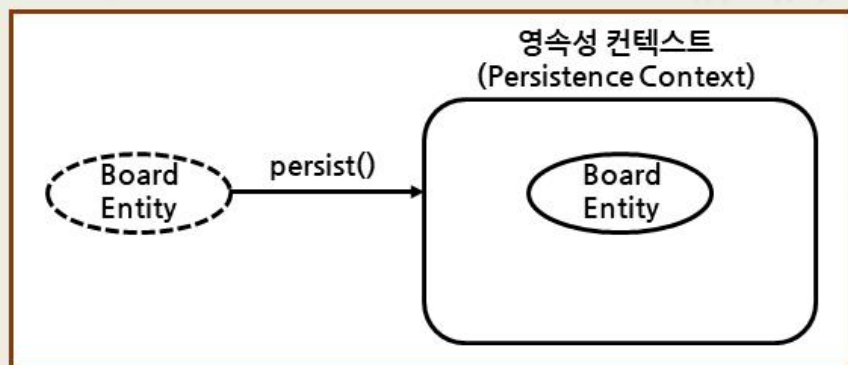 영속성 컨텍스트
(Persistence Context)
Board
Entity
persist()
Board
Entity